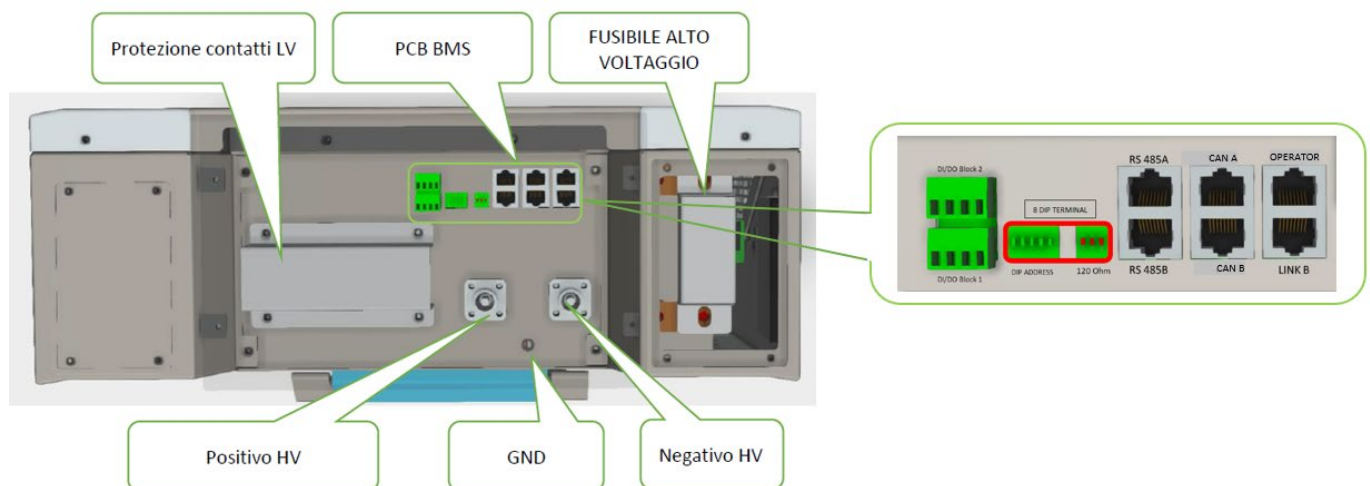 Protezione contatti LV
PCB BMS
FUSIBILE ALTO
VOLTAGGIO
DI/DO Block 2
RS 485A
CAN A
OPERATOR
8 DIP TERMINAL
DIP ADDRESS
120 Ohm
DI/DO Block 1
RS 485B
CAN B
LINK B
Positivo HV
GND
Negativo HV